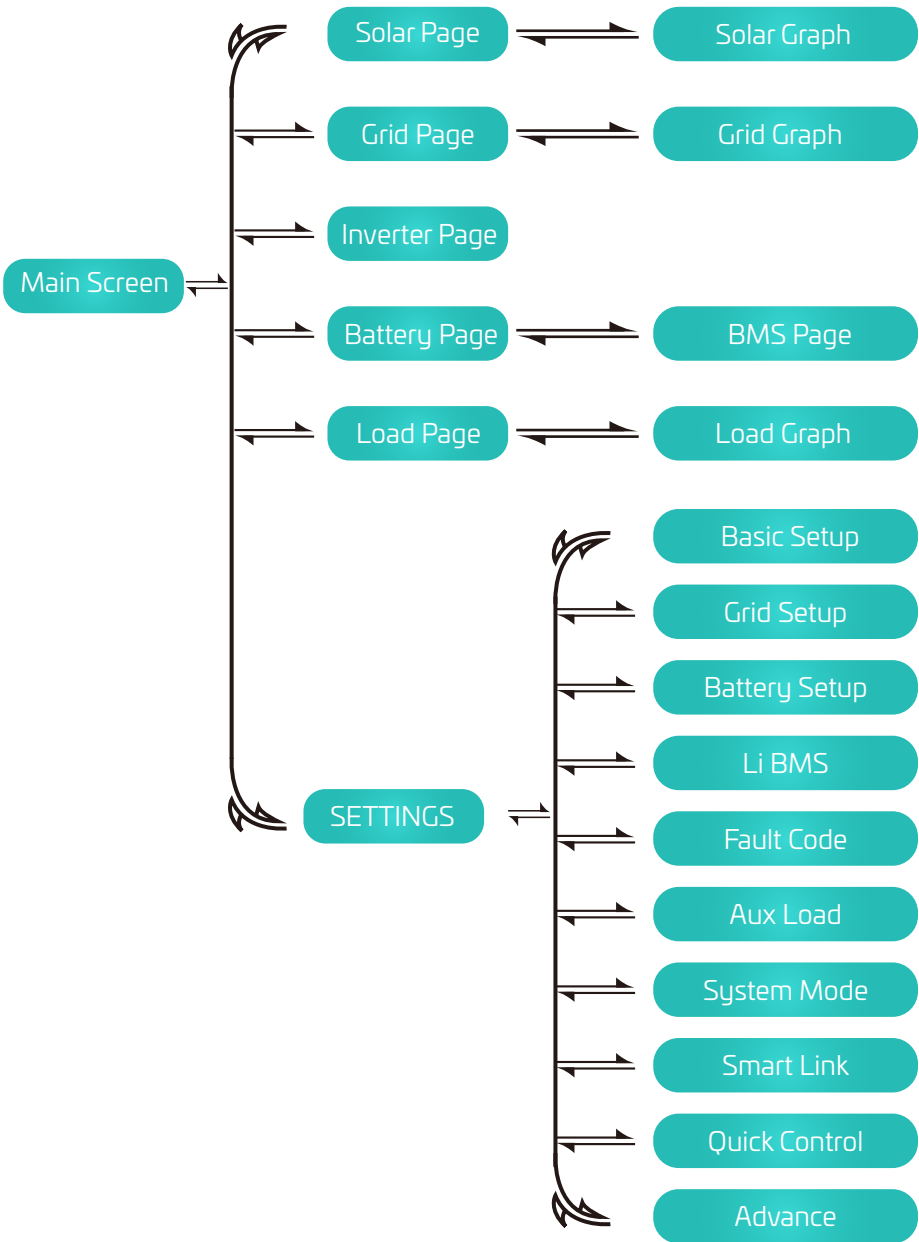 Solar Page
Solar Graph
Grid Page
Grid Graph
Inverter Page
Main Screen
Battery Page
BMS Page
Load Page
Load Graph
Basic Setup
Grid Setup
Battery Setup
Li BMS
SETTINGS
Fault Code
Aux Load
System Mode
Smart Link
Quick Control
Advance